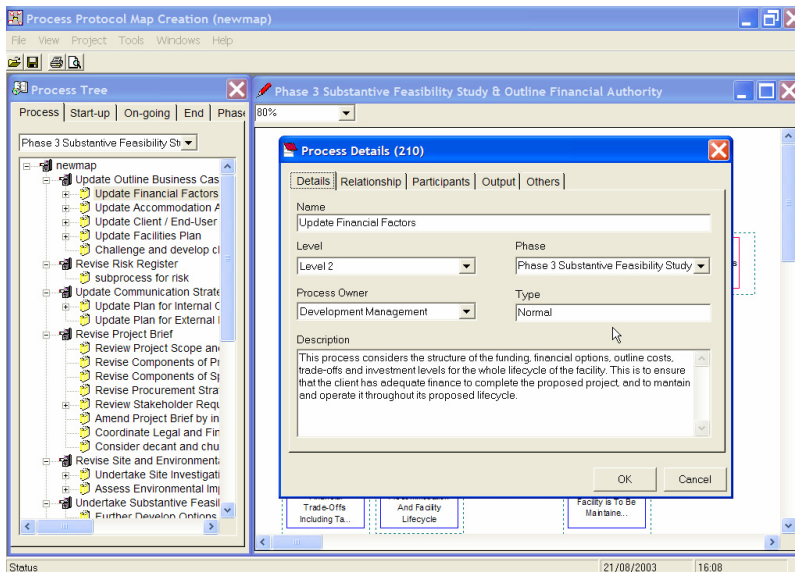 Process Protocol Map Creation (newmap)
File View Project Tools Windows Help
Process Tree
Process Start-up On-going End Phase
Phase 3 Substantive Feasibility St
newmap
Update Outline Business Cas
Update Financial Factors
Update Accommodation A
Update Client / End-User
Update Facilities Plan
Challenge and develop cl
Revise Risk Register
subprocess for risk
Update Communication Strate
Update Plan for Internal C
Update Plan for External
Revise Project Brief
Review Project Scope an
Revise Components of Pr
Revise Components of Sp
Revise Procurement Stra
Review Stakeholder Requ
Amend Project Brief by in
Coordinate Legal and Fin
Consider decant and chu
Revise Site and Environment
Undertake Site Investigati
Assess Environmental Im
Undertake Substantive Feasil
Further Develop Options
Phase 3 Substantive Feasibility Study & Outline Financial Authority
80%
Process Details (210)
Details Relationship Participants Output Others
Name
Update Financial Factors
Level
Phase
Level 2
Phase 3 Substantive Feasibility Study
Process Owner
Type
Development Management
Normal
Description
This process considers the structure of the funding, financial options, outline costs,
trade-offs and investment levels for the whole lifecycle of the facility. This is to ensure
that the client has adequate finance to complete the proposed project, and to mantain
and operate it throughout its proposed lifecycle.
OK Cancel
Trade-Offs
Including Ta...
And Facility
Lifecycle
Facility is To Be
Maintaine...
Status
21/08/2003
16:08